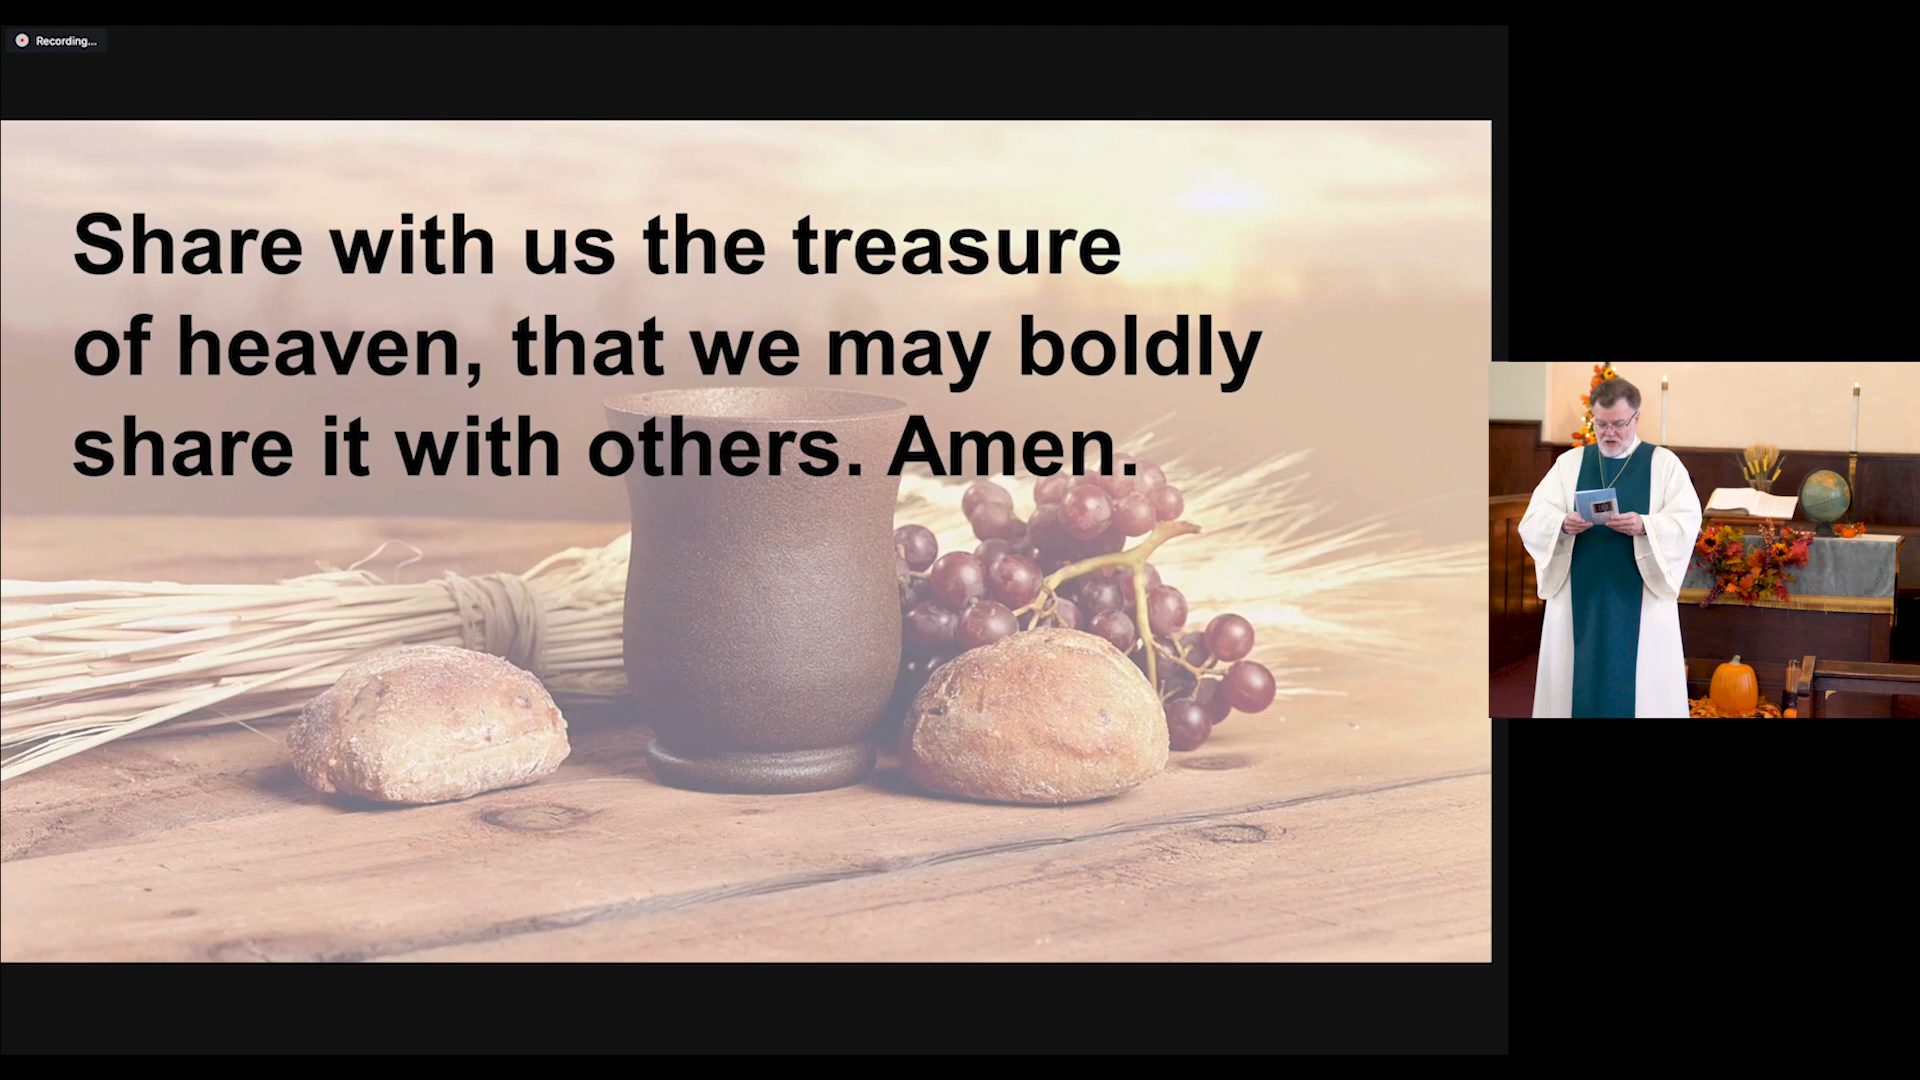 Recording...
Share with us the treasure
of heaven, that we may boldly
share it with others. Amen.